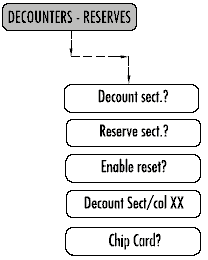 DECOUNTERS - RESERVES
Decount sect.?
Reserve sect.?
Enable reset?
Decount Sect/cal XX
Chip Card?